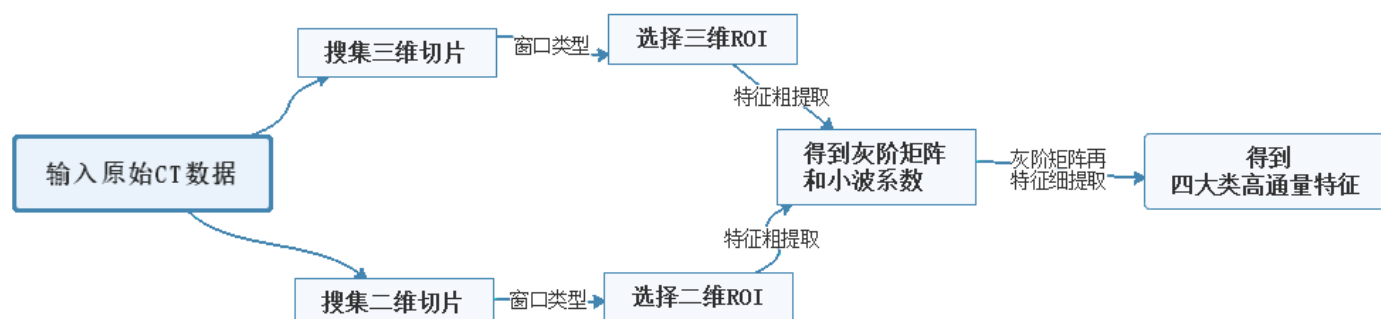 搜集三维切片
窗口类型
选择三维ROI
特征粗提取
输入原始CT数据
得到灰阶矩阵
和小波系数
灰阶矩阵再
特征细提取
得到
四大类高通量特征
特征粗提取
搜集二维切片
窗口类型
选择二维ROI